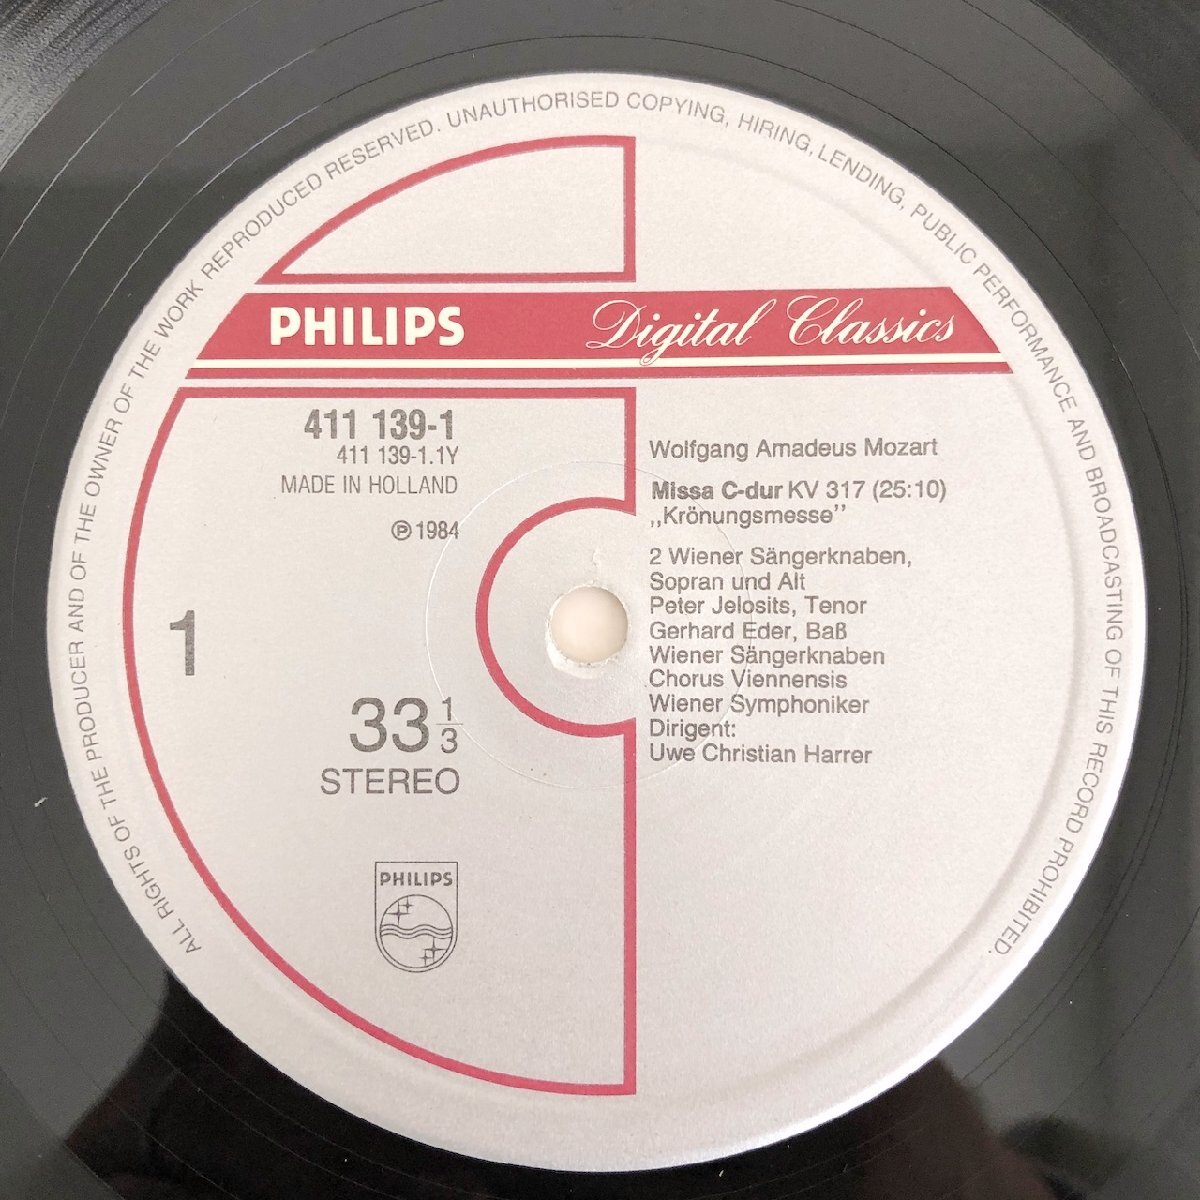 ALL RIGHTS OF THE PRODUCER AND OF THE OWNER OF THE WORK REPRODUCED RESERVED. UNAUTHORISED COPYING, HIRING, LENDING, PUBLIC PERFORMANCE AND BROADCASTING OF THIS RECORD PROHIBITED.
PHILIPS Digital Classics
411 139-1
411 139-1.1Y
MADE IN HOLLAND
℗ 1984
1
33 1/3
STEREO
PHILIPS
Wolfgang Amadeus Mozart
Missa C-dur KV 317 (25:10)
„Krönungsmesse”
2 Wiener Sängerknaben,
Sopran und Alt
Peter Jelosits, Tenor
Gerhard Eder, Baß
Wiener Sängerknaben
Chorus Viennensis
Wiener Symphoniker
Dirigent:
Uwe Christian Harrer